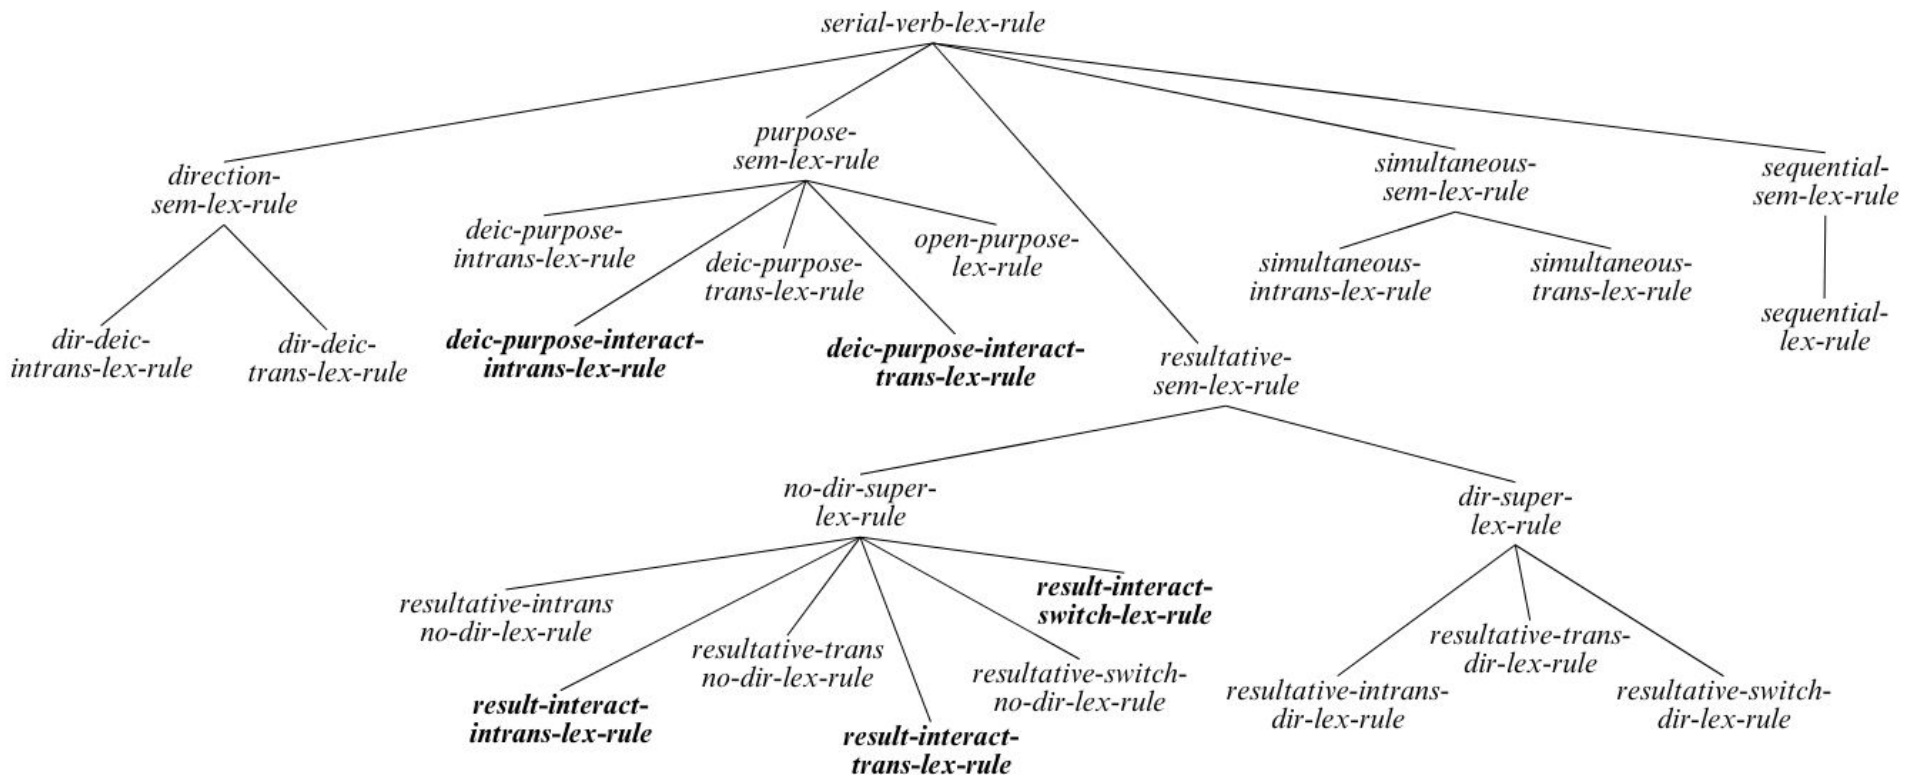 serial-verb-lex-rule
direction-
sem-lex-rule
purpose-
sem-lex-rule
simultaneous-
sem-lex-rule
sequential-
sem-lex-rule
dir-deic-
intrans-lex-rule
dir-deic-
trans-lex-rule
deic-purpose-
intrans-lex-rule
deic-purpose-interact-
intrans-lex-rule
deic-purpose-
trans-lex-rule
deic-purpose-interact-
trans-lex-rule
open-purpose-
lex-rule
resultative-
sem-lex-rule
simultaneous-
intrans-lex-rule
simultaneous-
trans-lex-rule
sequential-
lex-rule
no-dir-super-
lex-rule
dir-super-
lex-rule
resultative-intrans
no-dir-lex-rule
result-interact-
intrans-lex-rule
resultative-trans
no-dir-lex-rule
result-interact-
trans-lex-rule
resultative-switch-
no-dir-lex-rule
result-interact-
switch-lex-rule
resultative-intrans-
dir-lex-rule
resultative-trans-
dir-lex-rule
resultative-switch-
dir-lex-rule